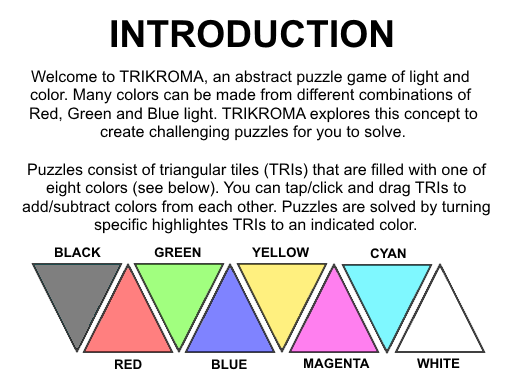 INTRODUCTION
Welcome to TRIKROMA, an abstract puzzle game of light and
color. Many colors can be made from different combinations of
Red, Green and Blue light. TRIKROMA explores this concept to
create challenging puzzles for you to solve.
Puzzles consist of triangular tiles (TRIs) that are filled with one of
eight colors (see below). You can tap/click and drag TRIs to
add/subtract colors from each other. Puzzles are solved by turning
specific highlightes TRIs to an indicated color.
BLACK GREEN YELLOW CYAN
RED BLUE MAGENTA WHITE